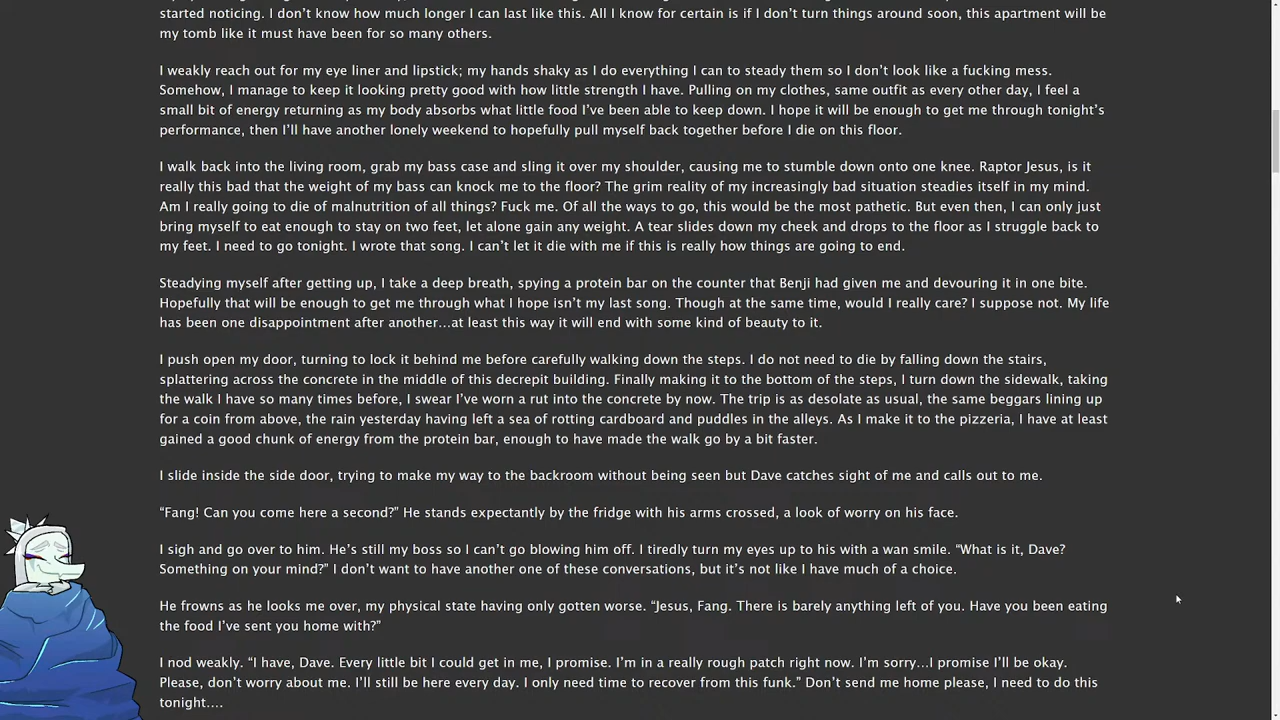 started noticing. I don't know how much longer I can last like this. All I know for certain is if I don't turn things around soon, this apartment will be
my tomb like it must have been for so many others.
I weakly reach out for my eye liner and lipstick; my hands shaky as I do everything I can to steady them so I don't look like a fucking mess.
Somehow, I manage to keep it looking pretty good with how little strength I have. Pulling on my clothes, same outfit as every other day, I feel a
small bit of energy returning as my body absorbs what little food I've been able to keep down. I hope it will be enough to get me through tonight's
performance, then I'll have another lonely weekend to hopefully pull myself back together before I die on this floor.
I walk back into the living room, grab my bass case and sling it over my shoulder, causing me to stumble down onto one knee. Raptor Jesus, is it
really this bad that the weight of my bass can knock me to the floor? The grim reality of my increasingly bad situation steadies itself in my mind.
Am I really going to die of malnutrition of all things? Fuck me. Of all the ways to go, this would be the most pathetic. But even then, I can only just
bring myself to eat enough to stay on two feet, let alone gain any weight. A tear slides down my cheek and drops to the floor as I struggle back to
my feet. I need to go tonight. I wrote that song. I can't let it die with me if this is really how things are going to end.
Steadying myself after getting up, I take a deep breath, spying a protein bar on the counter that Benji had given me and devouring it in one bite.
Hopefully that will be enough to get me through what I hope isn't my last song. Though at the same time, would I really care? I suppose not. My life
has been one disappointment after another…at least this way it will end with some kind of beauty to it.
I push open my door, turning to lock it behind me before carefully walking down the steps. I do not need to die by falling down the stairs,
splattering across the concrete in the middle of this decrepit building. Finally making it to the bottom of the steps, I turn down the sidewalk, taking
the walk I have so many times before, I swear I've worn a rut into the concrete by now. The trip is as desolate as usual, the same beggars lining up
for a coin from above, the rain yesterday having left a sea of rotting cardboard and puddles in the alleys. As I make it to the pizzeria, I have at least
gained a good chunk of energy from the protein bar, enough to have made the walk go by a bit faster.
I slide inside the side door, trying to make my way to the backroom without being seen but Dave catches sight of me and calls out to me.
“Fang! Can you come here a second?” He stands expectantly by the fridge with his arms crossed, a look of worry on his face.
I sigh and go over to him. He's still my boss so I can't go blowing him off. I tiredly turn my eyes up to his with a wan smile. “What is it, Dave?
Something on your mind?” I don't want to have another one of these conversations, but it's not like I have much of a choice.
He frowns as he looks me over, my physical state having only gotten worse. “Jesus, Fang. There is barely anything left of you. Have you been eating
the food I've sent you home with?”
I nod weakly. “I have, Dave. Every little bit I could get in me, I promise. I'm in a really rough patch right now. I'm sorry…I promise I'll be okay.
Please, don't worry about me. I'll still be here every day. I only need time to recover from this funk.” Don't send me home please, I need to do this
tonight….